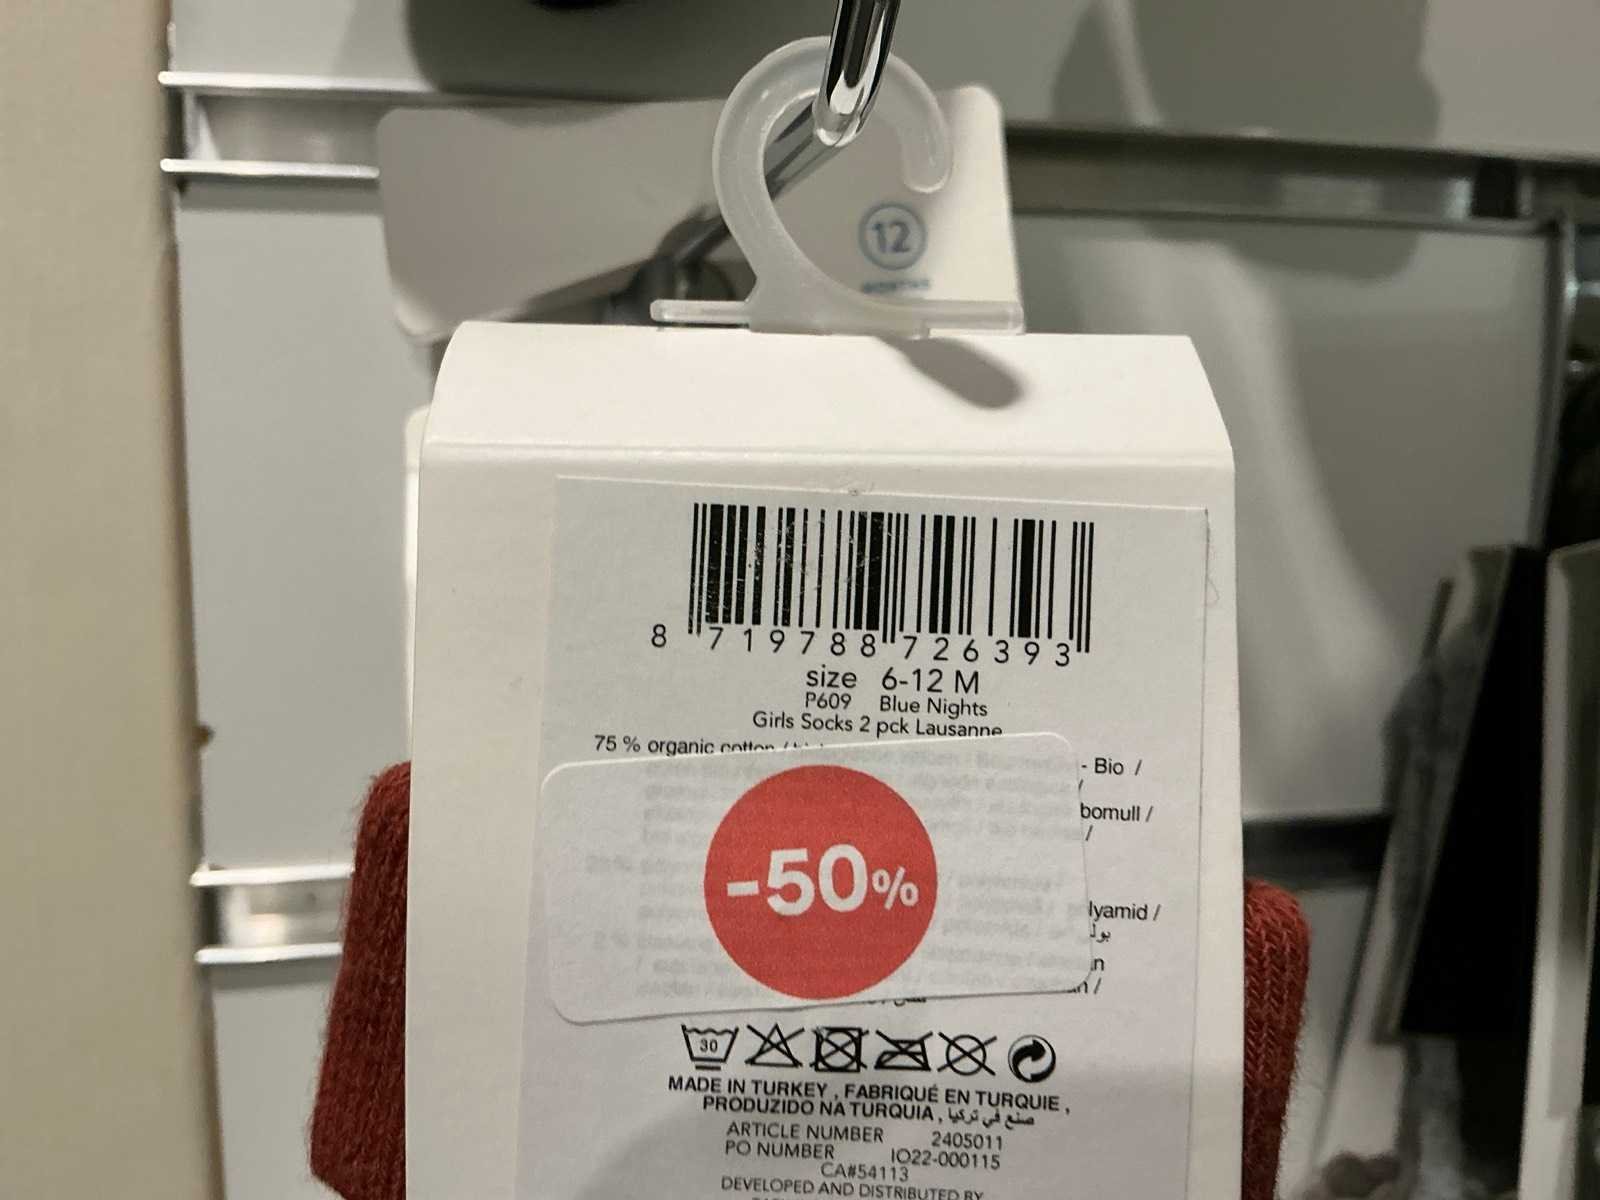 12
8 719788 726393
size 6-12 M
P609 Blue Nights
Girls Socks 2 pck Lausanne
75 % organic cotton /
- Bio /
/
bomull /
/
-50%
lyamid /
بول
n
/
30
MADE IN TURKEY , FABRIQUÉ EN TURQUIE ,
PRODUZIDO NA TURQUIA , صنع في تركيا
ARTICLE NUMBER 2405011
PO NUMBER IO22-000115
CA#54113
DEVELOPED AND DISTRIBUTED BY